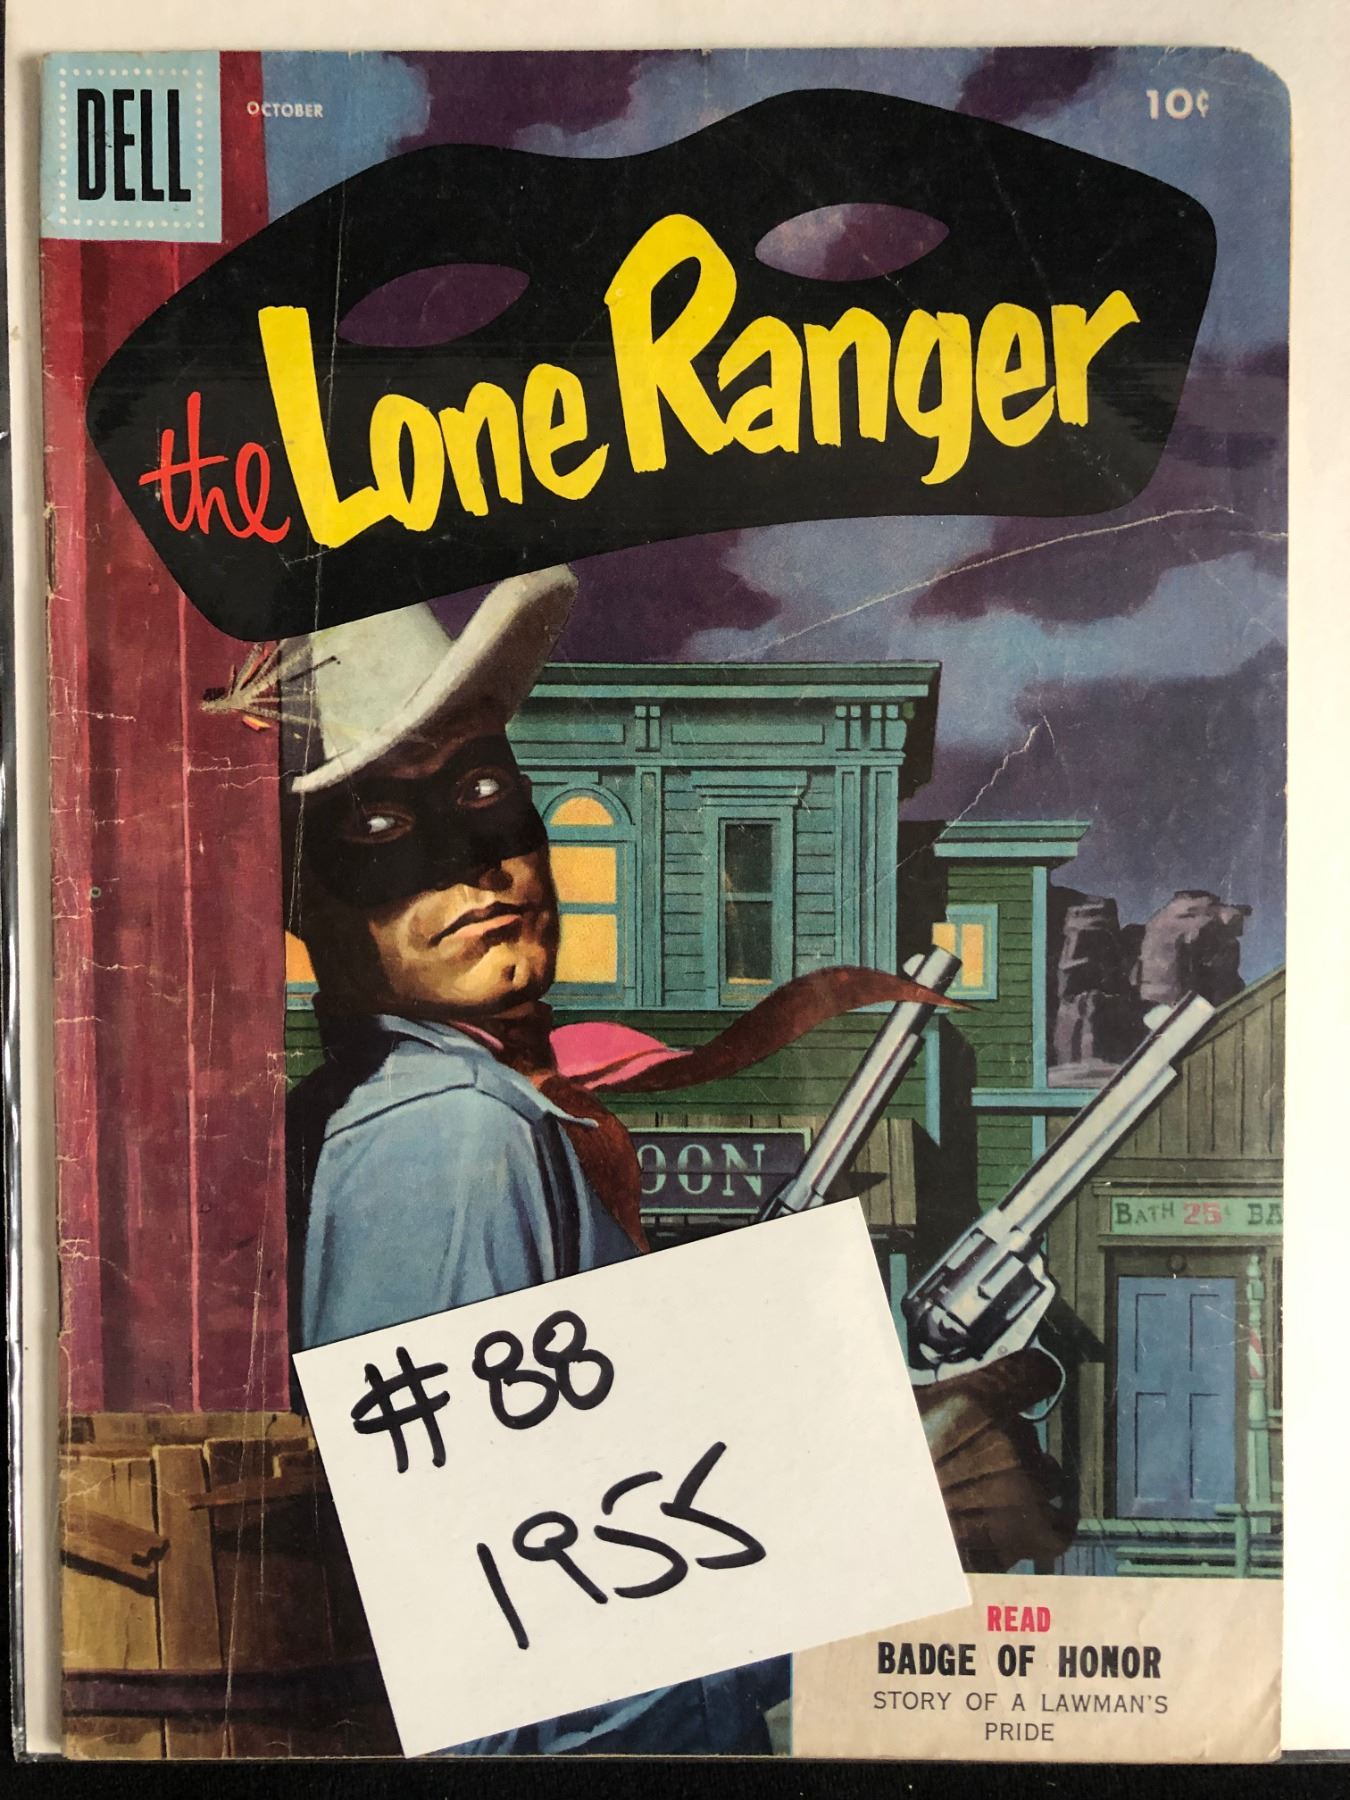 DELL
OCTOBER
10¢
the Lone Ranger
OON
BATH 25¢ BA
#88
1955
READ
BADGE OF HONOR
STORY OF A LAWMAN'S
PRIDE